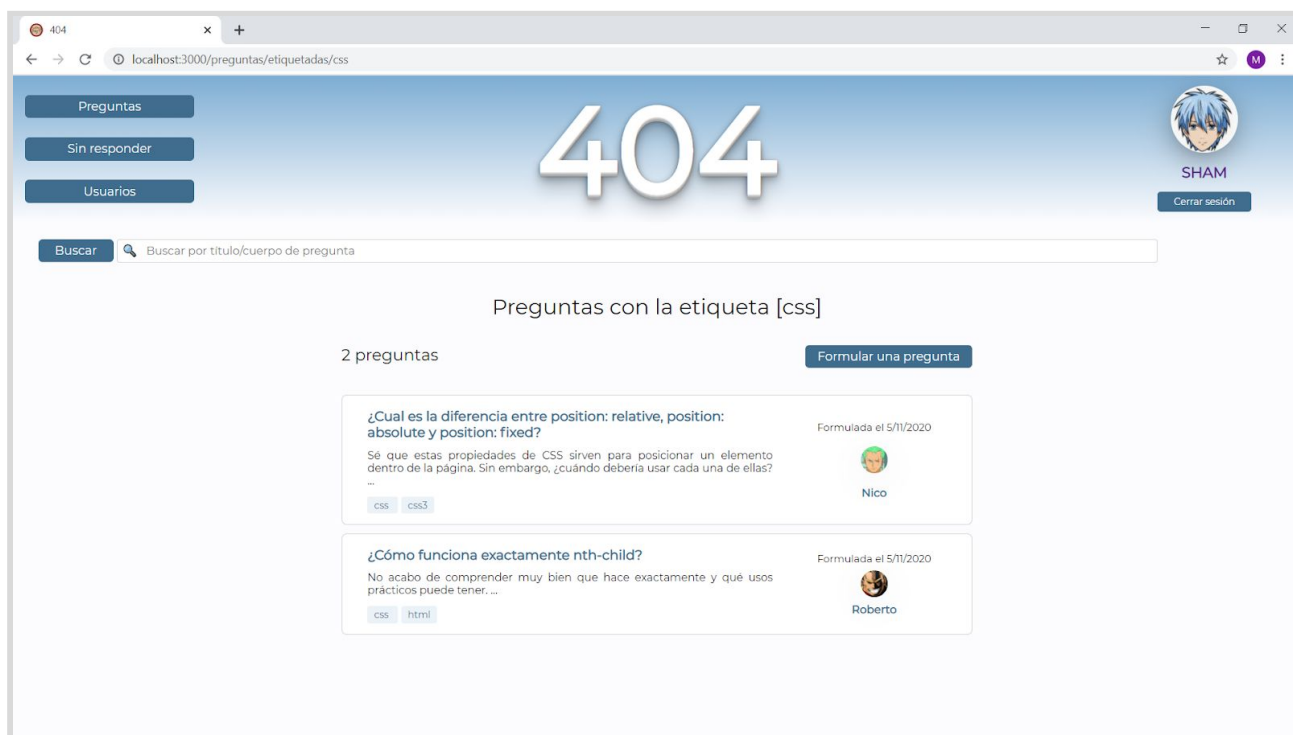 404
localhost:3000/preguntas/etiquetadas/css
M
Preguntas
Sin responder
Usuarios
404
SHAM
Cerrar sesión
Buscar
Buscar por título/cuerpo de pregunta
Preguntas con la etiqueta [css]
2 preguntas
Formular una pregunta
¿Cual es la diferencia entre position: relative, position:
absolute y position: fixed?
Sé que estas propiedades de CSS sirven para posicionar un elemento
dentro de la página. Sin embargo, ¿cuándo debería usar cada una de ellas?
...
css css3
Formulada el 5/11/2020
Nico
¿Cómo funciona exactamente nth-child?
No acabo de comprender muy bien que hace exactamente y qué usos
prácticos puede tener. ...
css html
Formulada el 5/11/2020
Roberto